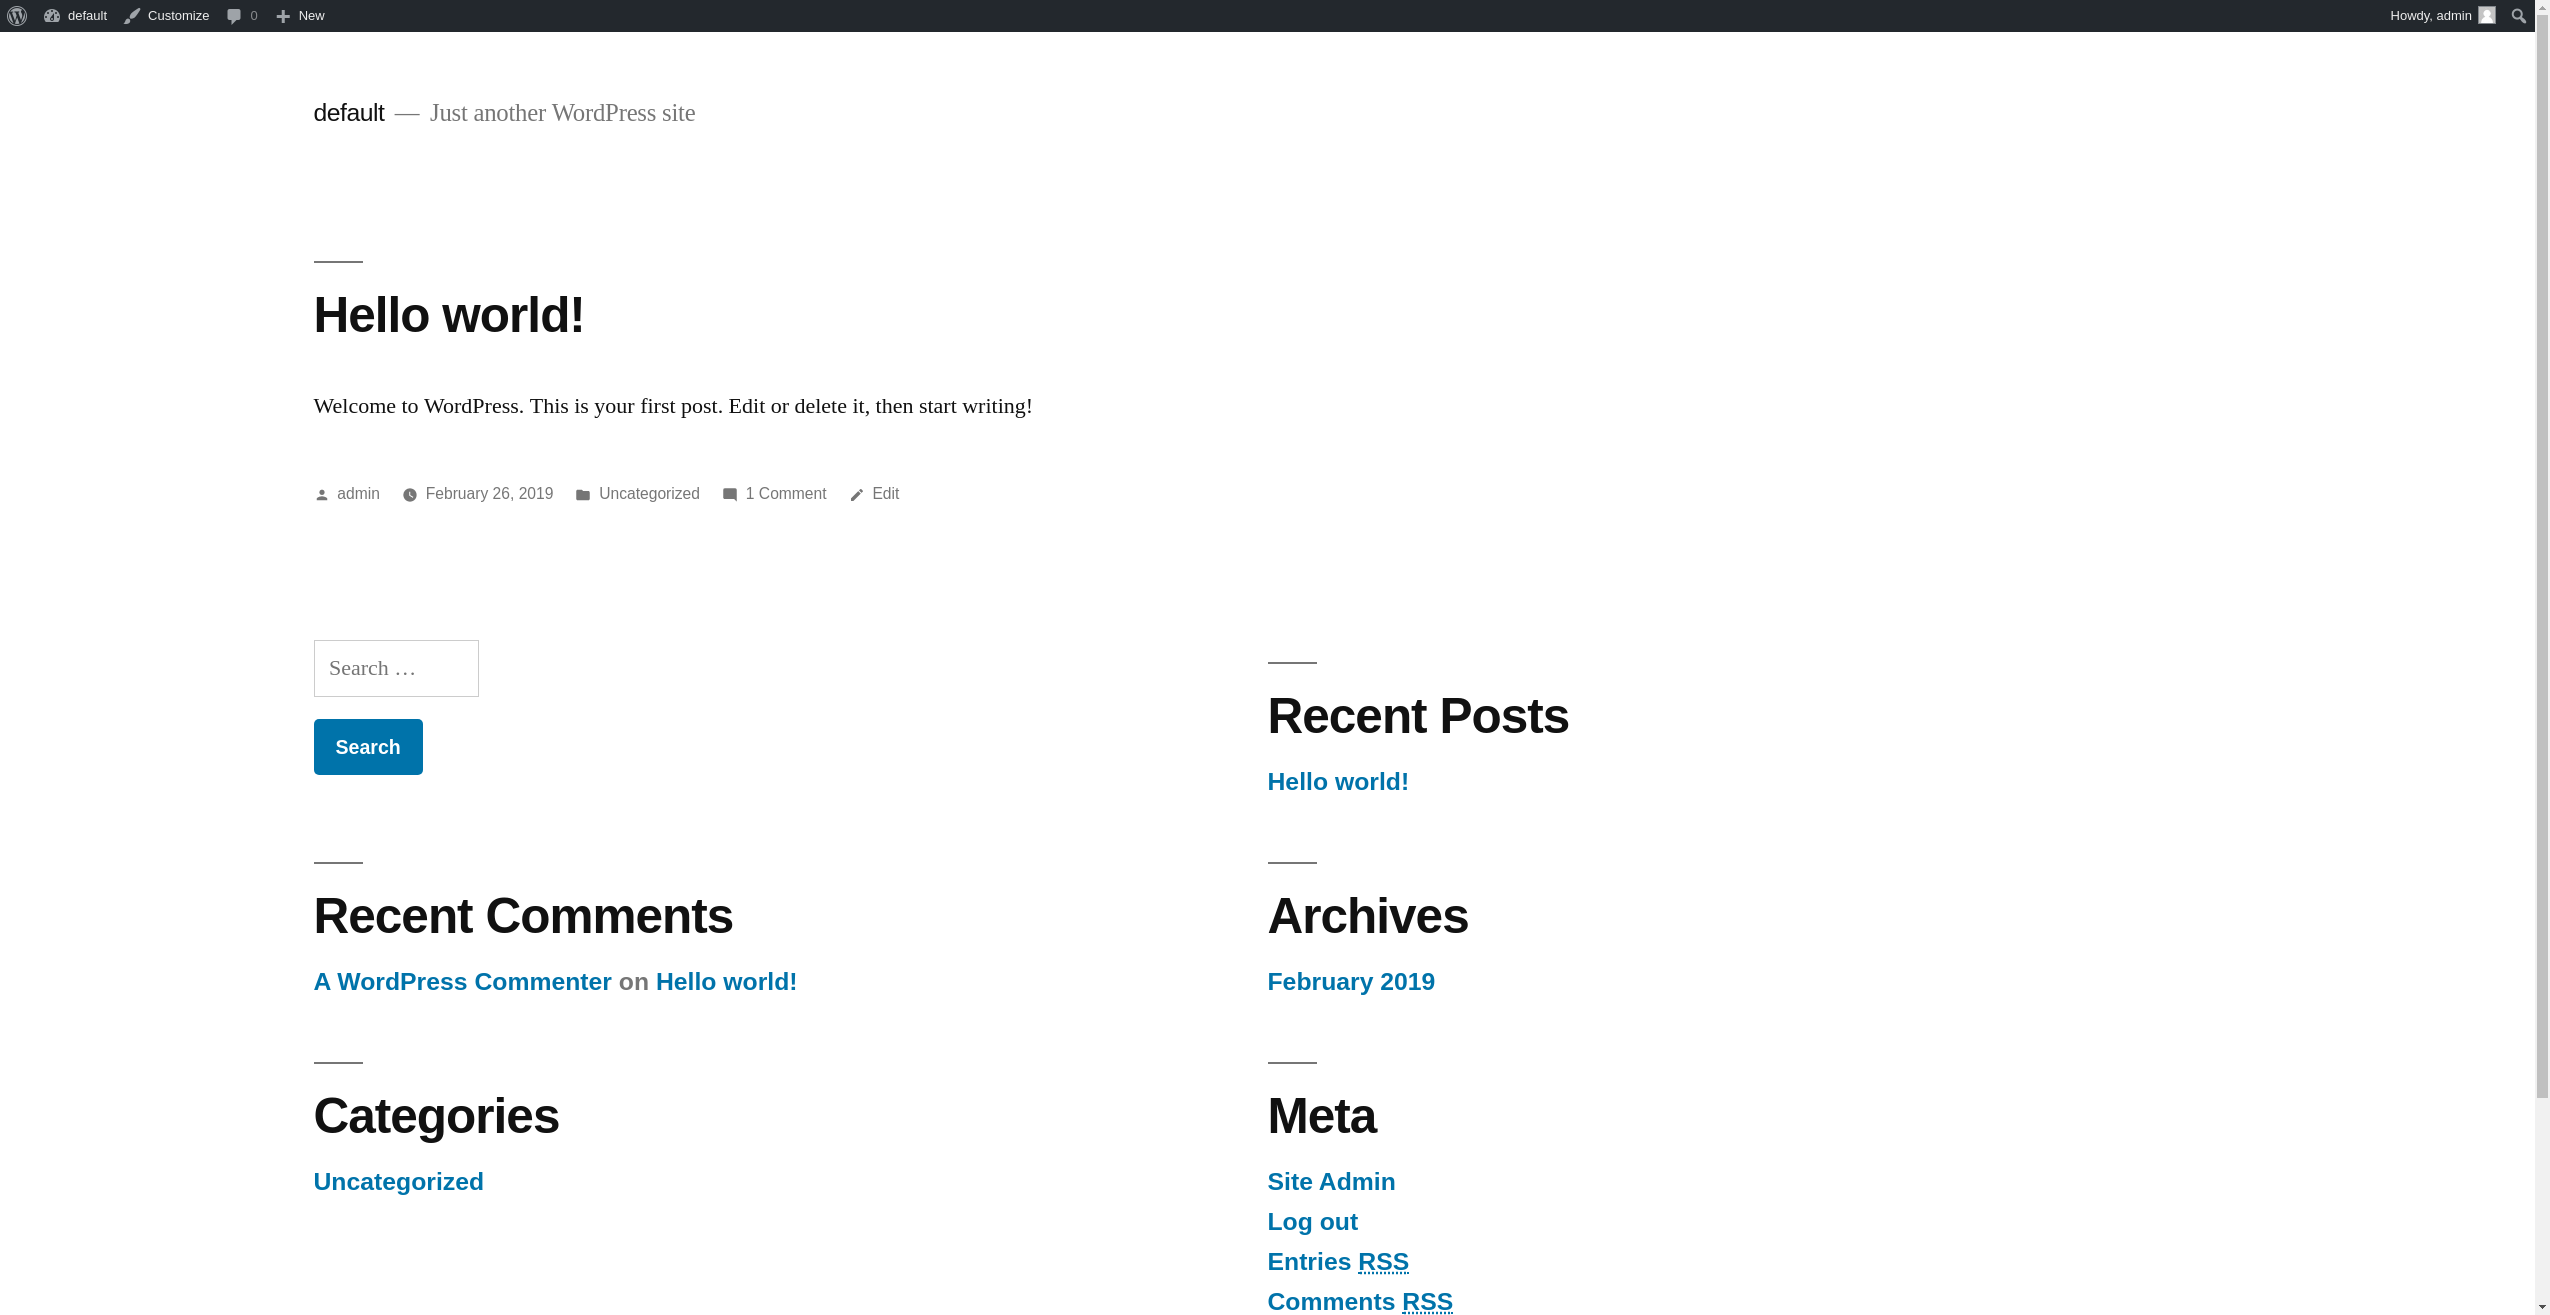 default Customize 0 New Howdy, admin
default — Just another WordPress site
Hello world!
Welcome to WordPress. This is your first post. Edit or delete it, then start writing!
admin February 26, 2019 Uncategorized 1 Comment Edit
Search …
Search
Recent Posts
Hello world!
Recent Comments
A WordPress Commenter on Hello world!
Archives
February 2019
Categories
Uncategorized
Meta
Site Admin
Log out
Entries RSS
Comments RSS